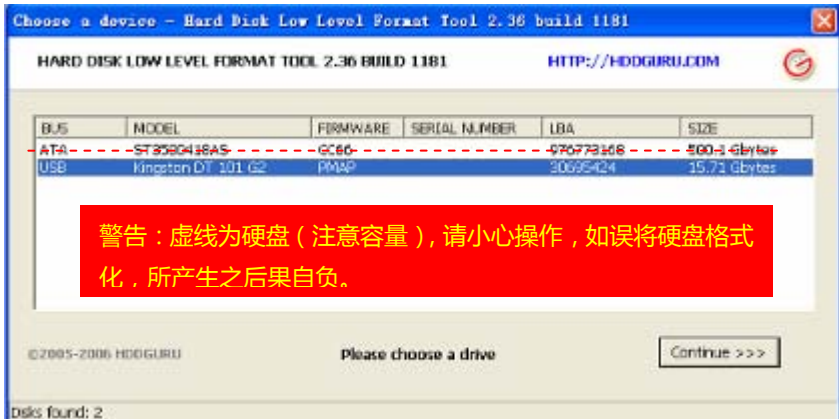 Choose a device - Hard Disk Low Level Format Tool 2.36 build 1181
HARD DISK LOW LEVEL FORMAT TOOL 2.36 BUILD 1181 HTTP://HDDGURU.COM
BUS MODEL FIRMWARE SERIAL NUMBER LBA SIZE
ATA ST3500418AS CC66 976773168 500.1 Gbytes
USB Kingston DT 101 G2 PMAP 30695424 15.71 Gbytes
警告：虚线为硬盘（注意容量），请小心操作，如误将硬盘格式
化，所产生之后果自负。
©2005-2006 HDDGURU Please choose a drive Continue >>>
Disks found: 2